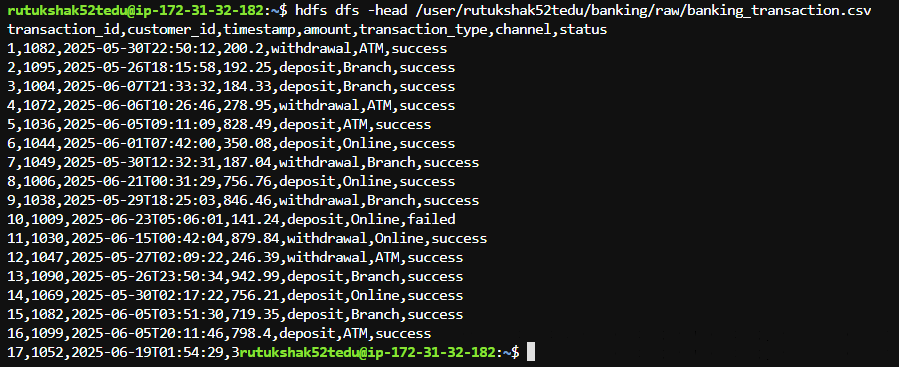 rutukshak52tedu@ip-172-31-32-182:~$ hdfs dfs -head /user/rutukshak52tedu/banking/raw/banking_transaction.csv
transaction_id,customer_id,timestamp,amount,transaction_type,channel,status
1,1082,2025-05-30T22:50:12,200.2,withdrawal,ATM,success
2,1095,2025-05-26T18:15:58,192.25,deposit,Branch,success
3,1004,2025-06-07T21:33:32,184.33,deposit,Branch,success
4,1072,2025-06-06T10:26:46,278.95,withdrawal,ATM,success
5,1036,2025-06-05T09:11:09,828.49,deposit,ATM,success
6,1044,2025-06-01T07:42:00,350.08,deposit,Online,success
7,1049,2025-05-30T12:32:31,187.04,withdrawal,Branch,success
8,1006,2025-06-21T00:31:29,756.76,deposit,Online,success
9,1038,2025-05-29T18:25:03,846.46,withdrawal,Branch,success
10,1009,2025-06-23T05:06:01,141.24,deposit,Online,failed
11,1030,2025-06-15T00:42:04,879.84,withdrawal,Online,success
12,1047,2025-05-27T02:09:22,246.39,withdrawal,ATM,success
13,1090,2025-05-26T23:50:34,942.99,deposit,Branch,success
14,1069,2025-05-30T02:17:22,756.21,deposit,Online,success
15,1082,2025-06-05T03:51:30,719.35,deposit,Branch,success
16,1099,2025-06-05T20:11:46,798.4,deposit,ATM,success
17,1052,2025-06-19T01:54:29,3rutukshak52tedu@ip-172-31-32-182:~$